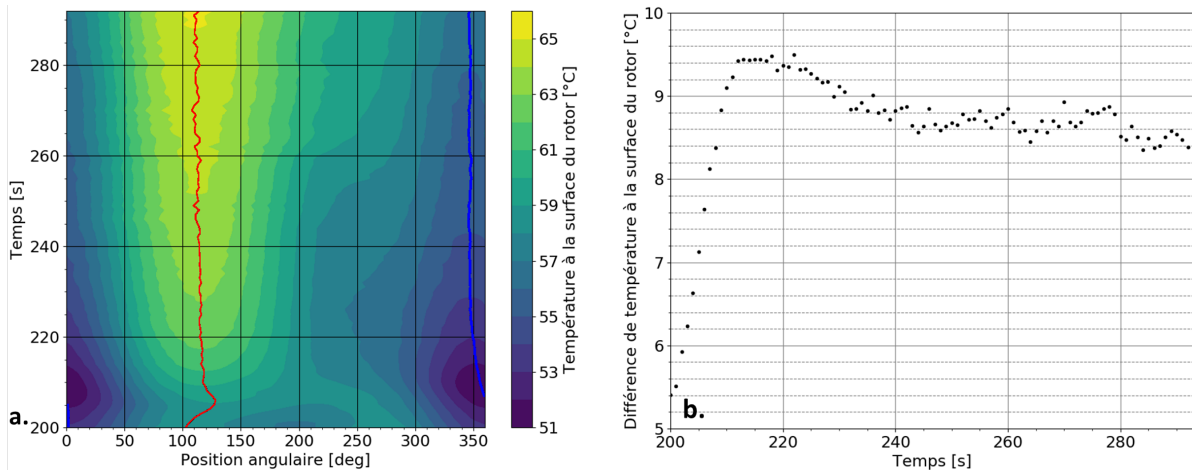 280
260
240
220
200
Temps [s]
0 50 100 150 200 250 300 350
Position angulaire [deg]
a.
65
63
61
59
57
55
53
51
Température à la surface du rotor [°C]
10
9
8
7
6
5
Différence de température à la surface du rotor [°C]
b.
200 220 240 260 280
Temps [s]